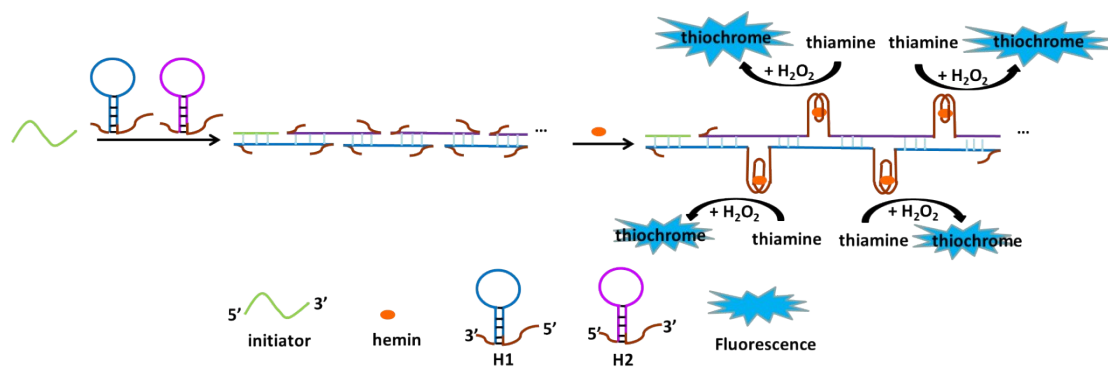 thiochrome thiamine thiamine thiochrome
+ H₂O₂ + H₂O₂
... ...
+ H₂O₂ + H₂O₂
thiochrome thiamine thiamine thiochrome
5’ 3’ 3’ 5’ 5’ 3’
initiator hemin H1 H2 Fluorescence